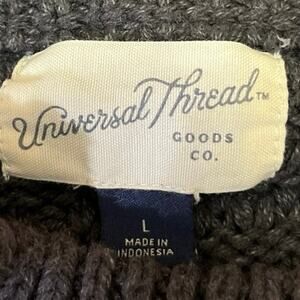 Universal Thread™
GOODS
CO.
L
MADE IN
INDONESIA